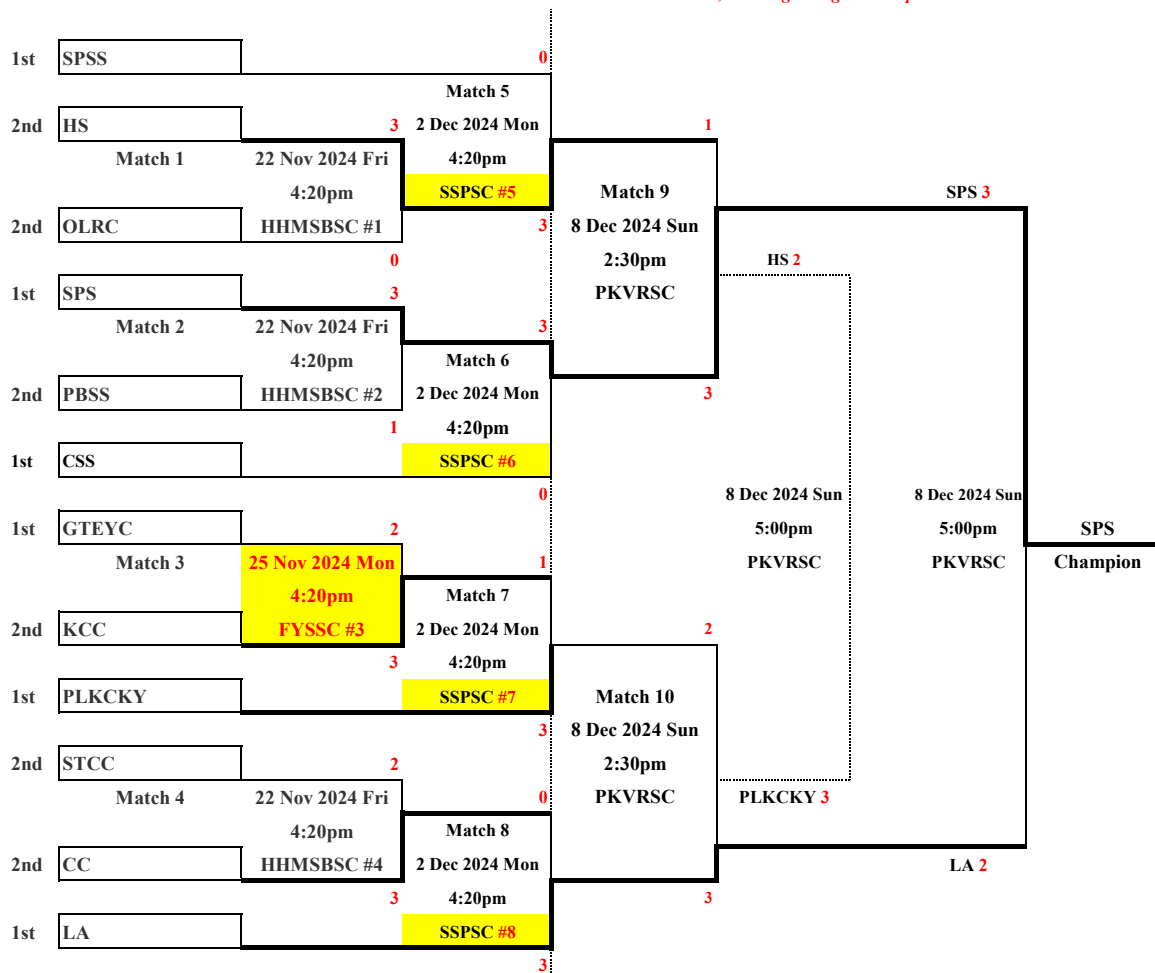 1st SPSS 0
Match 5
2nd HS 3 2 Dec 2024 Mon 1
Match 1 22 Nov 2024 Fri 4:20pm
4:20pm SSPSC #5 Match 9 SPS 3
2nd OLRC HHMSBSC #1 3 8 Dec 2024 Sun
0 2:30pm HS 2
1st SPS 3 PKVRSC
Match 2 22 Nov 2024 Fri 3
4:20pm Match 6
2nd PBSS HHMSBSC #2 2 Dec 2024 Mon 3
1 4:20pm
1st CSS SSPSC #6
0 8 Dec 2024 Sun 8 Dec 2024 Sun
1st GTEYC 2 5:00pm 5:00pm SPS
Match 3 25 Nov 2024 Mon 1 PKVRSC PKVRSC Champion
4:20pm Match 7
2nd KCC FYSSC #3 2 Dec 2024 Mon 2
3 4:20pm
1st PLKCKY SSPSC #7 Match 10
3 8 Dec 2024 Sun
2nd STCC 2 2:30pm
Match 4 22 Nov 2024 Fri 0 PKVRSC PLKCKY 3
4:20pm Match 8
2nd CC HHMSBSC #4 2 Dec 2024 Mon LA 2
3 4:20pm 3
1st LA SSPSC #8
3